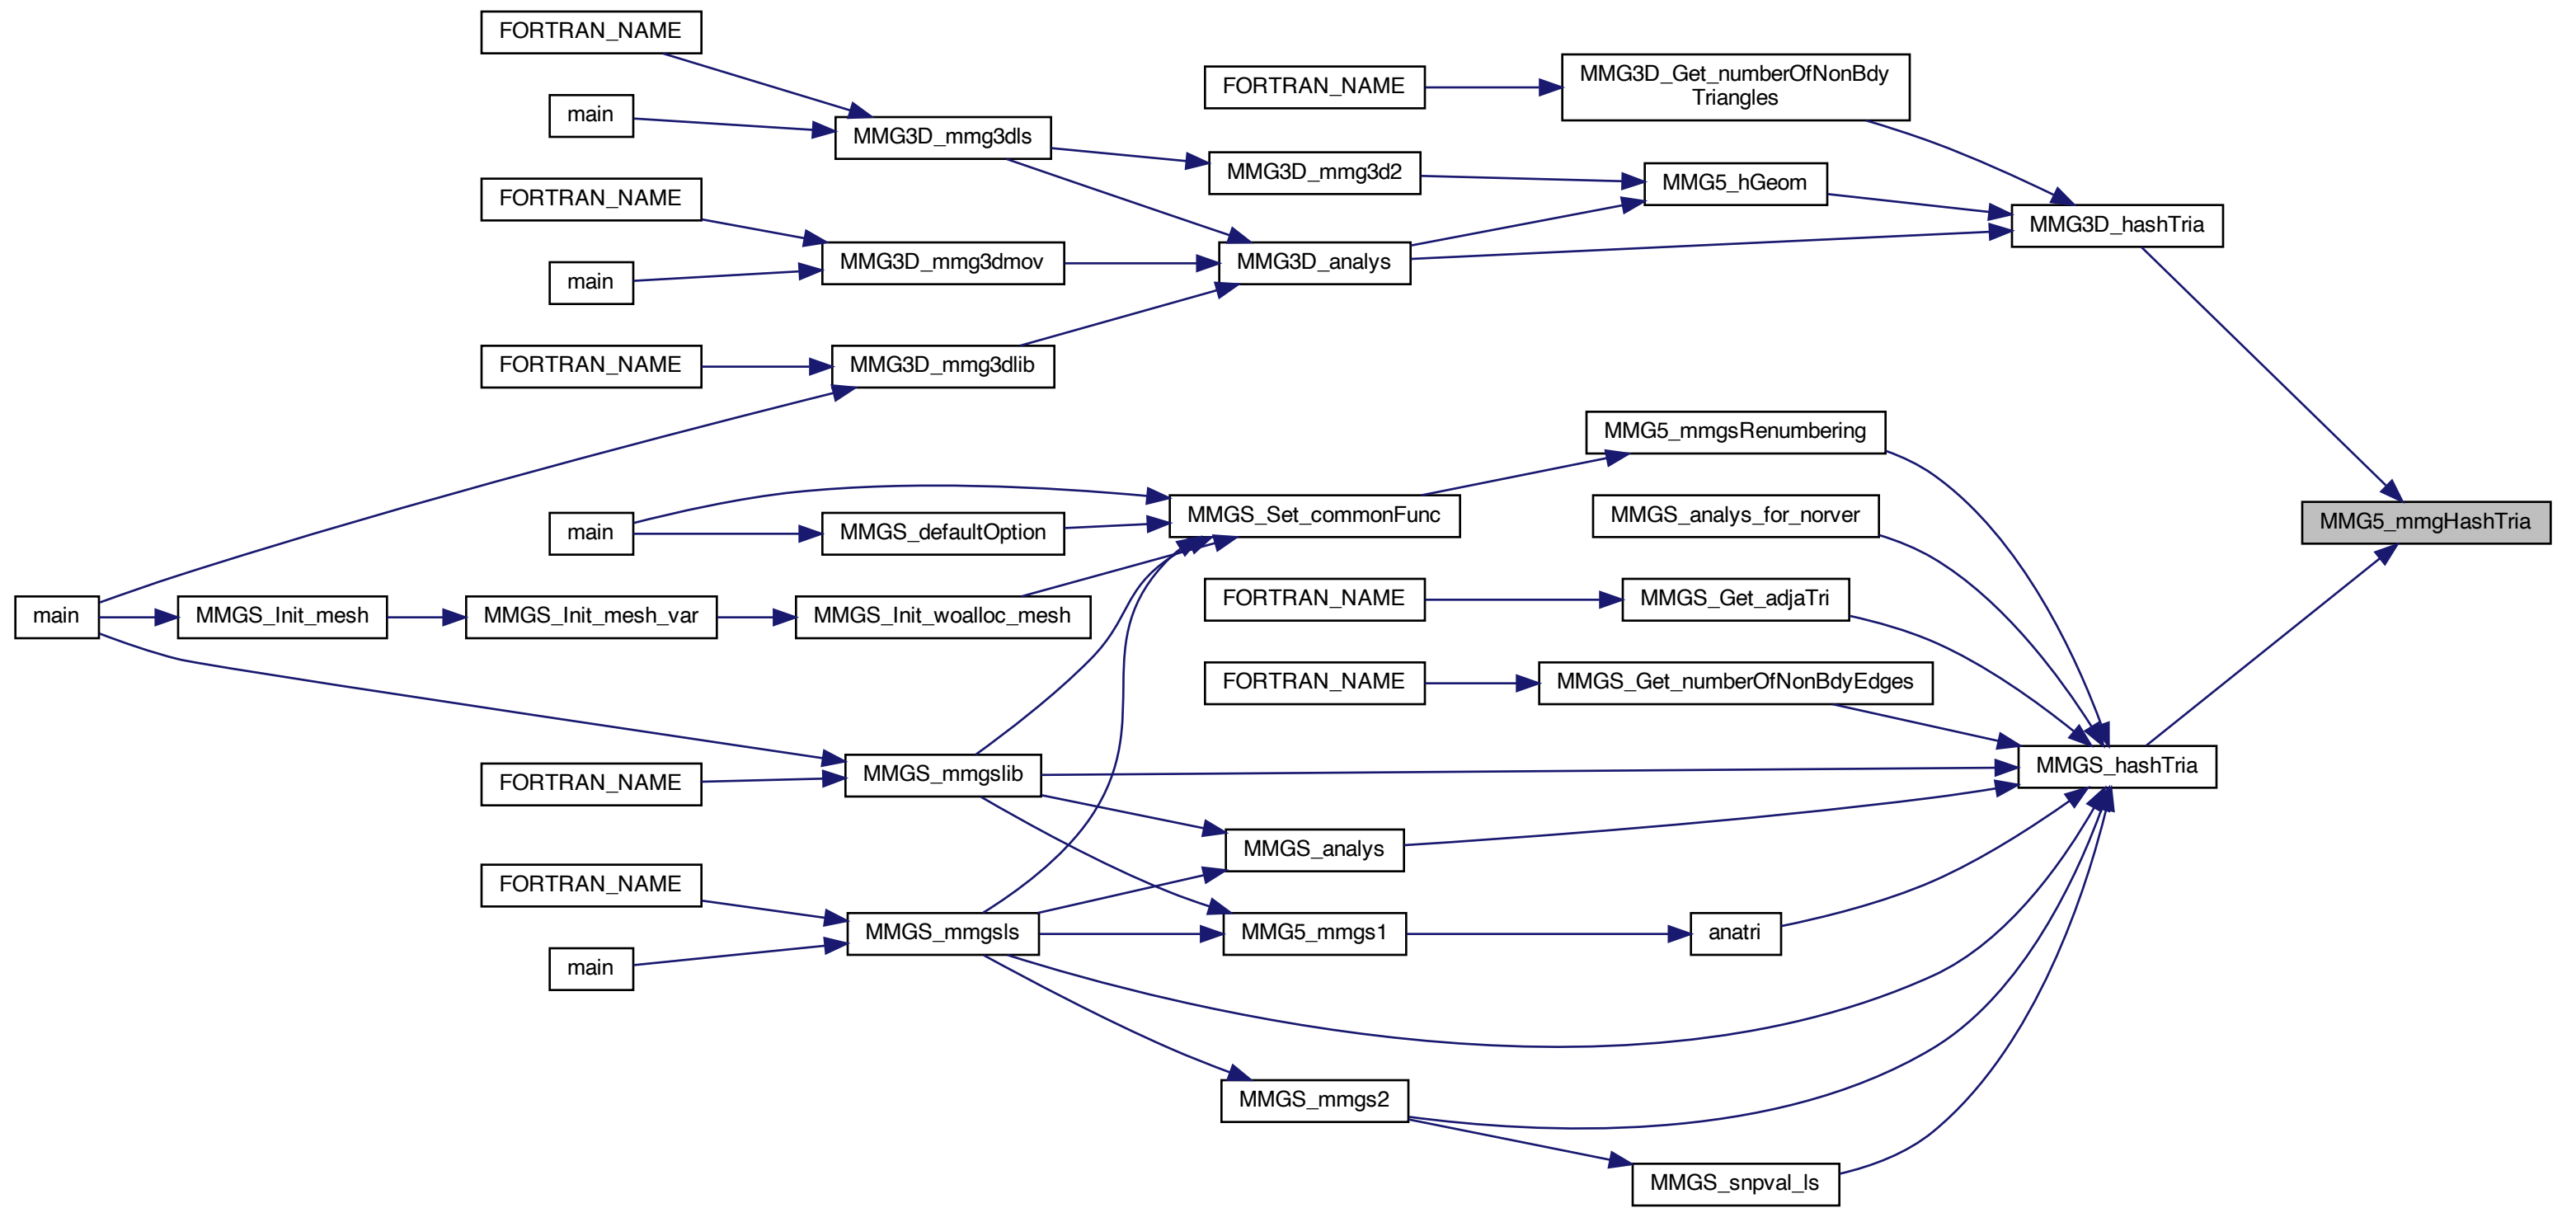 FORTRAN_NAME
main
MMG3D_mmg3dls
FORTRAN_NAME
main
MMG3D_mmg3dmov
FORTRAN_NAME
MMG3D_mmg3dlib
FORTRAN_NAME
MMG3D_mmg3d2
MMG3D_analys
MMG3D_Get_numberOfNonBdy
Triangles
MMG5_hGeom
MMG3D_hashTria
MMG5_mmgHashTria
MMG5_mmgsRenumbering
MMGS_Set_commonFunc
main
MMGS_defaultOption
MMGS_analys_for_norver
main
MMGS_Init_mesh
MMGS_Init_mesh_var
MMGS_Init_woalloc_mesh
FORTRAN_NAME
MMGS_Get_adjaTri
FORTRAN_NAME
MMGS_Get_numberOfNonBdyEdges
MMGS_hashTria
FORTRAN_NAME
MMGS_mmgslib
MMGS_analys
FORTRAN_NAME
main
MMGS_mmgsls
MMG5_mmgs1
anatri
MMGS_mmgs2
MMGS_snpval_ls